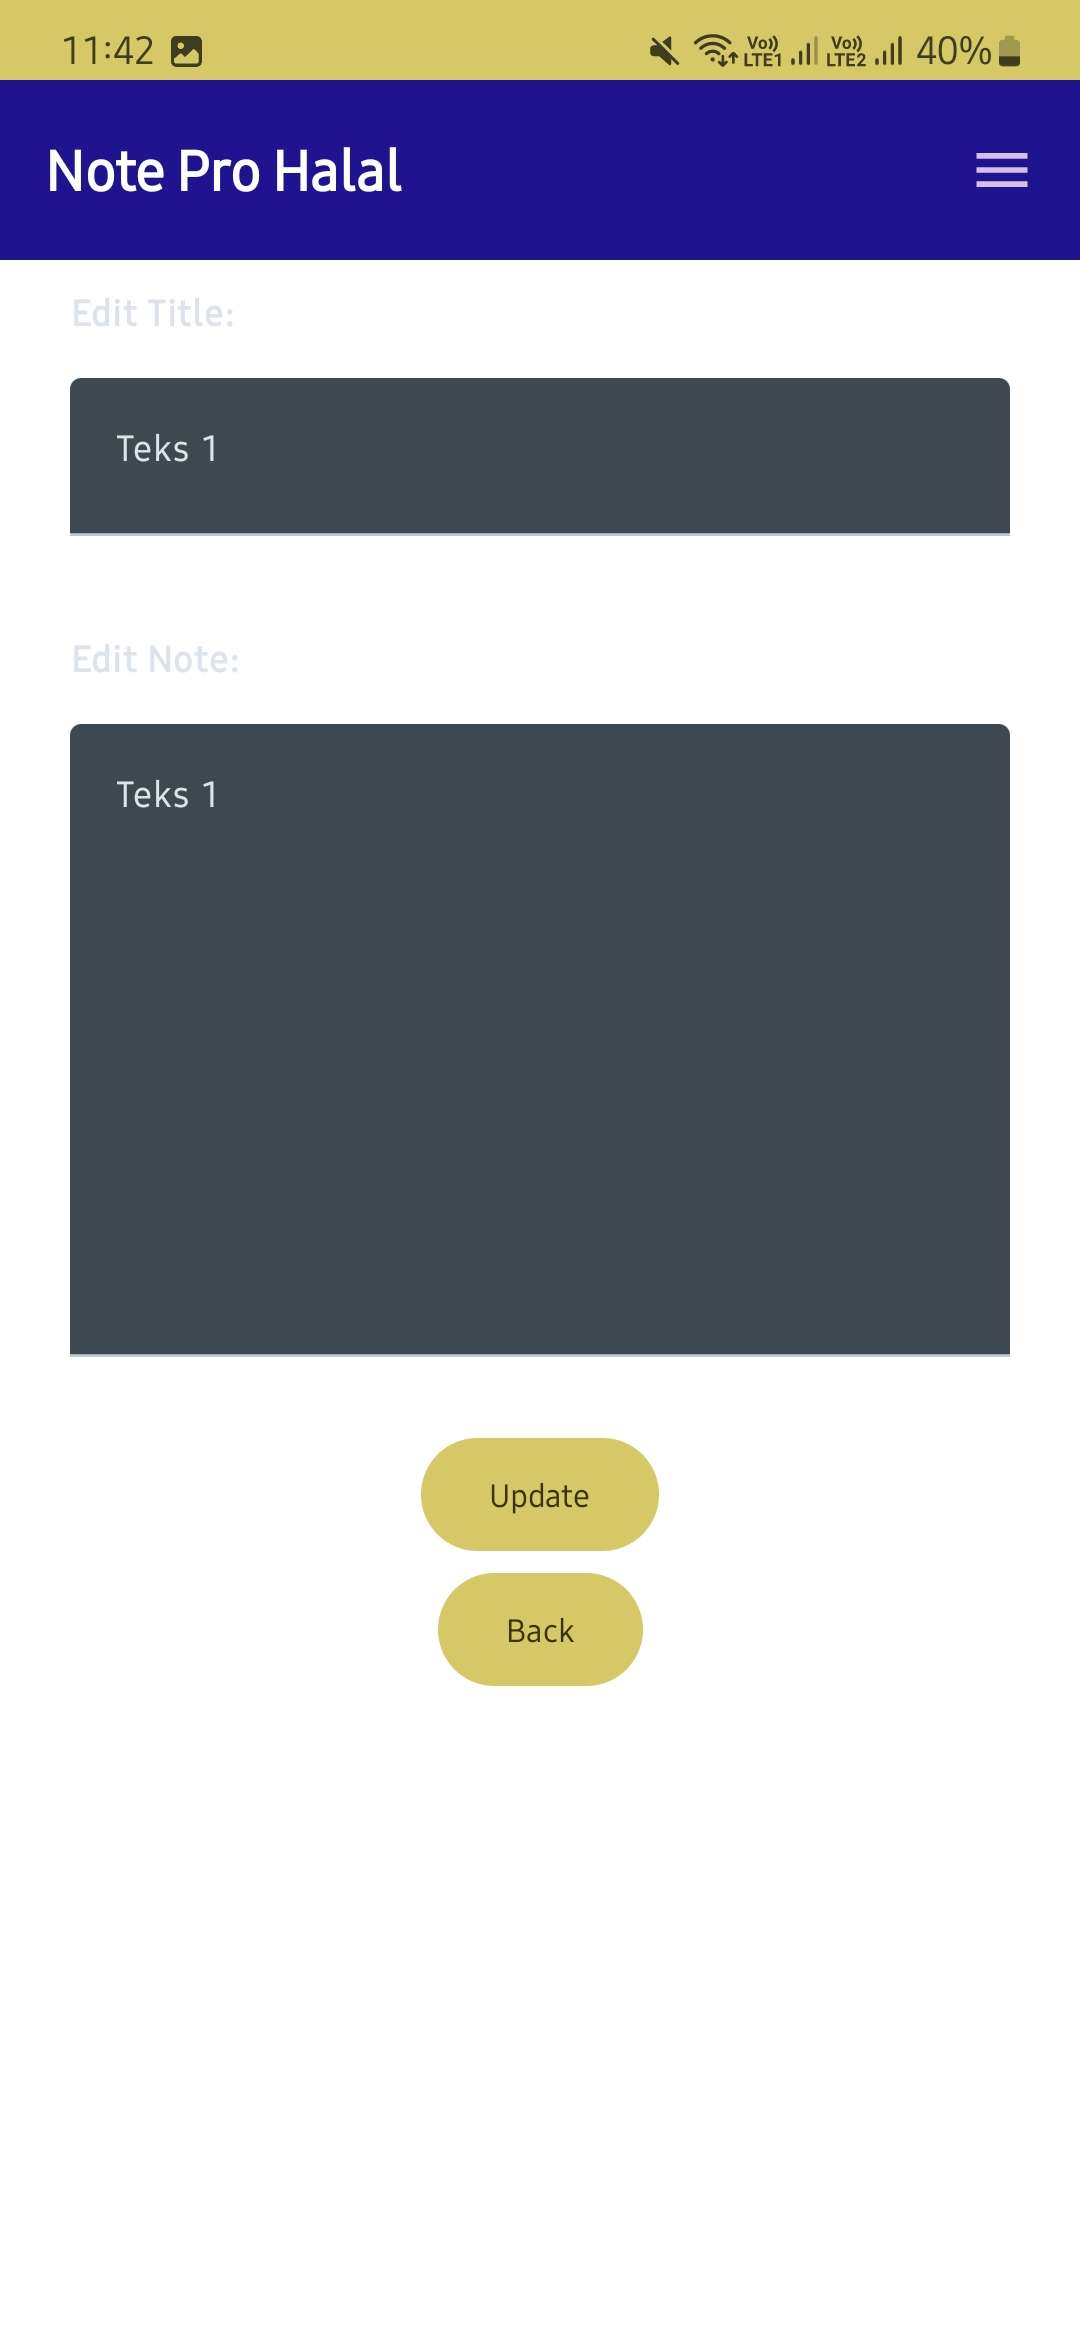 11:42 Vo)) LTE1 Vo)) LTE2 40%
Note Pro Halal
Edit Title:
Teks 1
Edit Note:
Teks 1
Update
Back